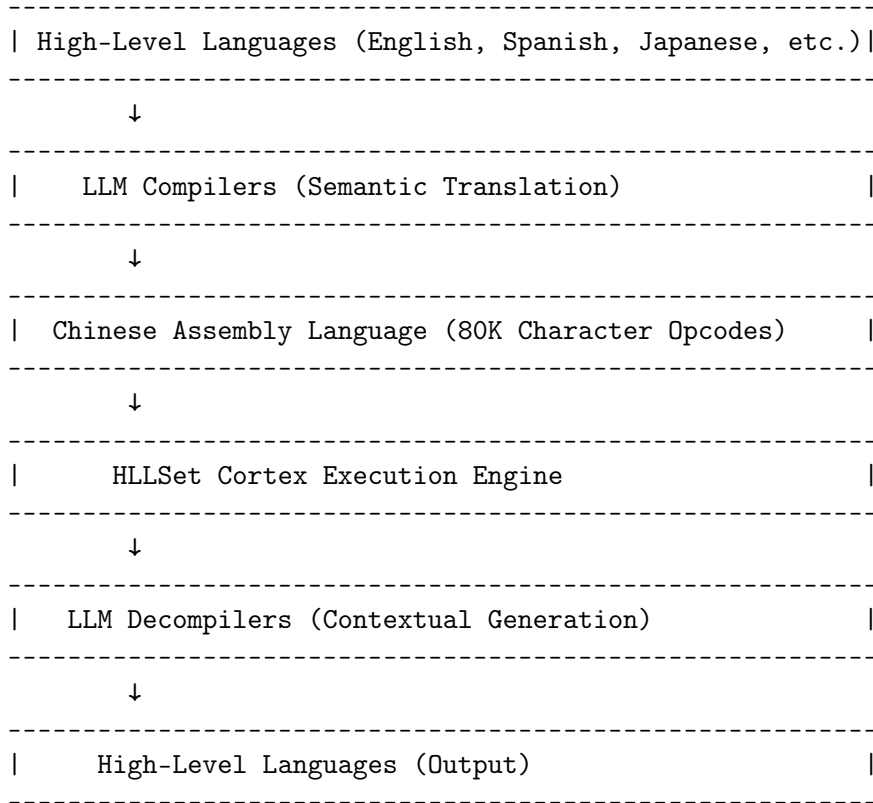 -----------------------------------------------------------
| High-Level Languages (English, Spanish, Japanese, etc.)|
-----------------------------------------------------------
↓
-----------------------------------------------------------
| LLM Compilers (Semantic Translation) |
-----------------------------------------------------------
↓
-----------------------------------------------------------
| Chinese Assembly Language (80K Character Opcodes) |
-----------------------------------------------------------
↓
-----------------------------------------------------------
| HLLSet Cortex Execution Engine |
-----------------------------------------------------------
↓
-----------------------------------------------------------
| LLM Decompilers (Contextual Generation) |
-----------------------------------------------------------
↓
-----------------------------------------------------------
| High-Level Languages (Output) |
-----------------------------------------------------------